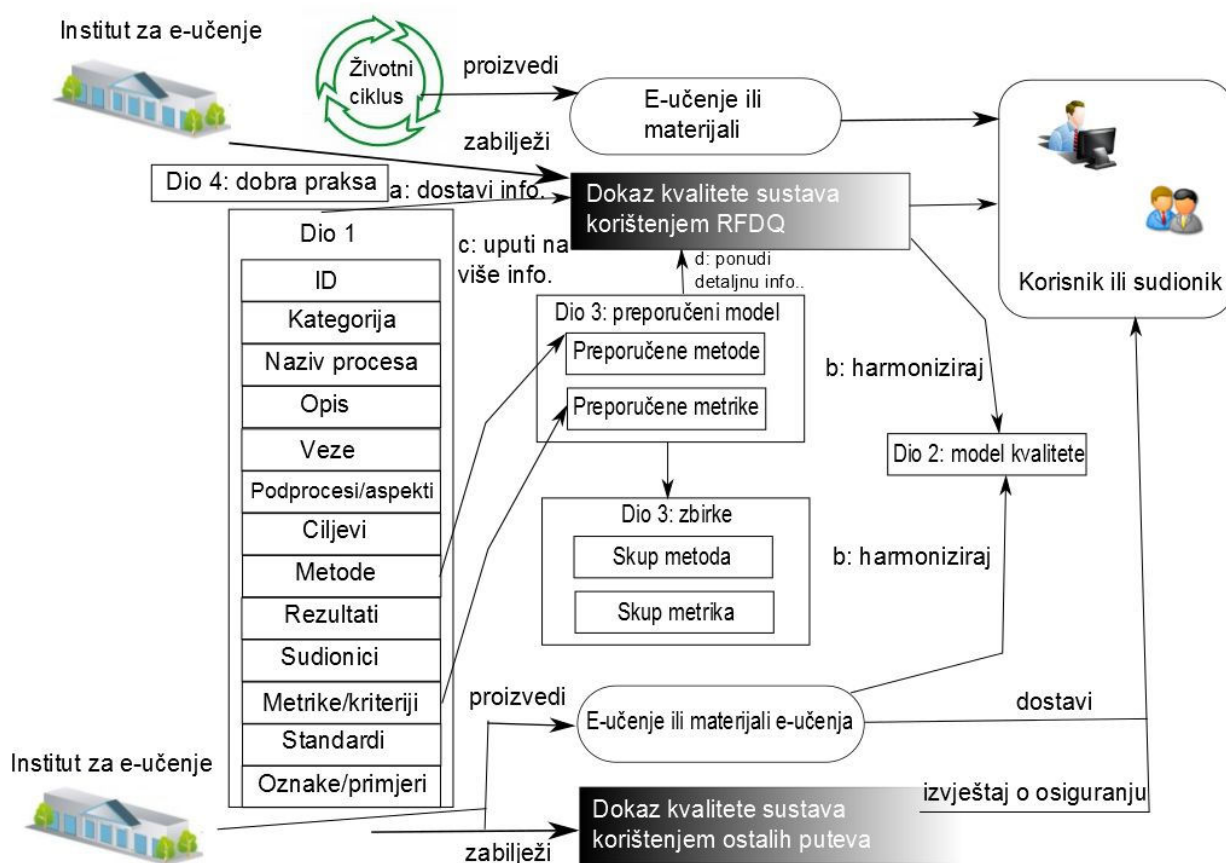 Institut za e-učenje
Životni
ciklus
proizvedi
E-učenje ili
materijali
zabilježi
Dio 4: dobra praksa
a: dostavi info.
Dokaz kvalitete sustava
korištenjem RFDQ
Korisnik ili sudionik
Dio 1
c: uputi na
više info.
d: ponudi
detaljnu info..
ID
Kategorija
Naziv procesa
Opis
Veze
Podprocesi/aspekti
Ciljevi
Metode
Rezultati
Sudionici
Metrike/kriteriji
Standardi
Oznake/primjeri
Dio 3: preporučeni model
Preporučene metode
Preporučene metrike
b: harmoniziraj
Dio 2: model kvalitete
Dio 3: zbirke
Skup metoda
Skup metrika
b: harmoniziraj
proizvedi
E-učenje ili materijali e-učenja
dostavi
Institut za e-učenje
Dokaz kvalitete sustava
korištenjem ostalih puteva
izvještaj o osiguranju
zabilježi